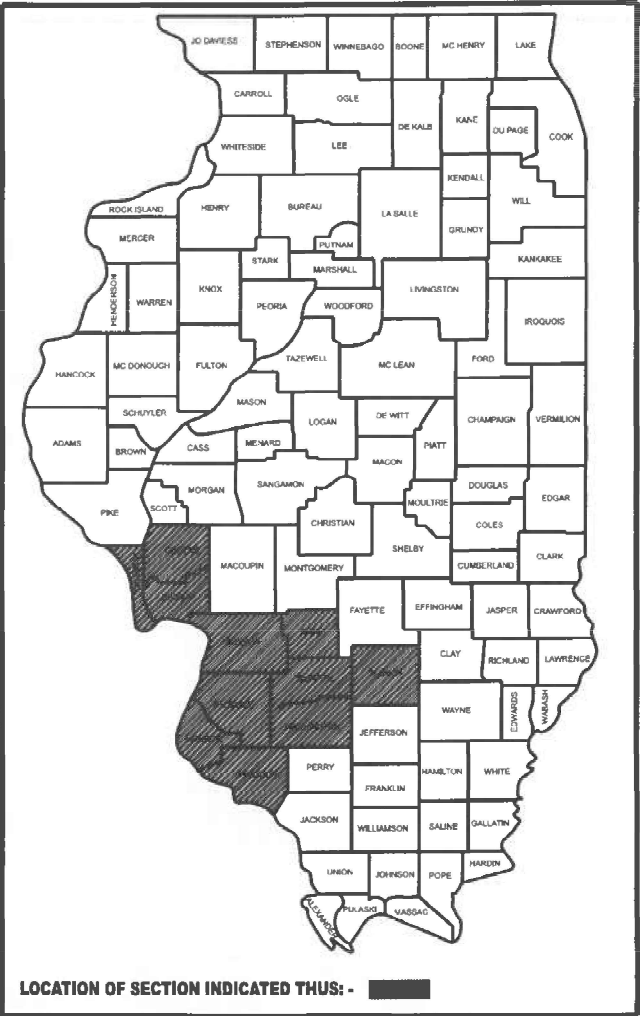 JO DAVIESS STEPHENSON WINNEBAGO BOONE MC HENRY LAKE
CARROLL OGLE
DE KALB KANE DU PAGE COOK
WHITESIDE LEE
KENDALL
ROCK ISLAND HENRY BUREAU LA SALLE WILL
MERCER PUTNAM GRUNDY
STARK MARSHALL KANKAKEE
HENDERSON WARREN KNOX PEORIA WOODFORD LIVINGSTON
IROQUOIS
HANCOCK MC DONOUGH FULTON TAZEWELL MC LEAN FORD
MASON
SCHUYLER LOGAN DE WITT CHAMPAIGN VERMILION
ADAMS BROWN CASS MENARD PIATT
MACON
PIKE SCOTT MORGAN SANGAMON MOULTRIE DOUGLAS EDGAR
CHRISTIAN COLES
MACOUPIN MONTGOMERY SHELBY CUMBERLAND CLARK
FAYETTE EFFINGHAM JASPER CRAWFORD
CLAY RICHLAND LAWRENCE
WAYNE EDWARDS WABASH
JEFFERSON
PERRY HAMILTON WHITE
FRANKLIN
JACKSON WILLIAMSON SALINE GALLATIN
UNION JOHNSON POPE HARDIN
ALEXANDER PULASKI MASSAC
LOCATION OF SECTION INDICATED THUS: -